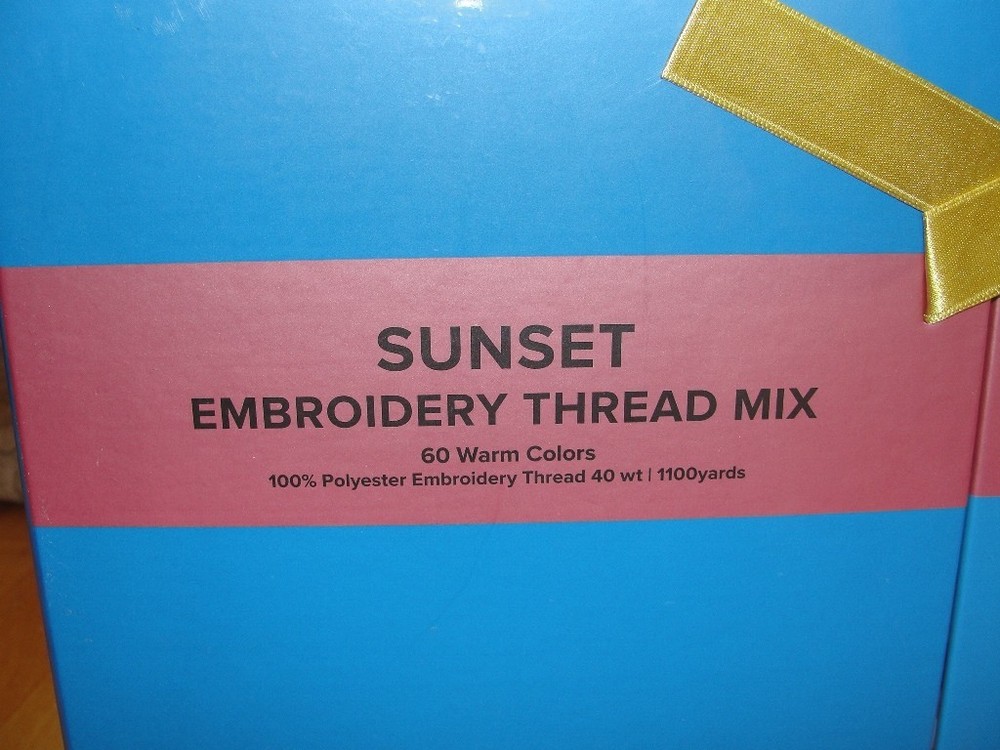 SUNSET
EMBROIDERY THREAD MIX
60 Warm Colors
100% Polyester Embroidery Thread 40 wt | 1100yards